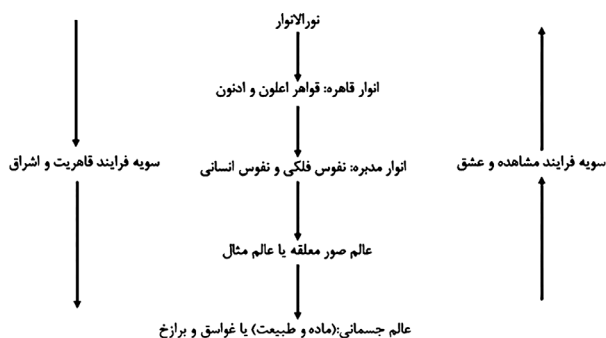 نورالانوار
انوار قاهره: قواهر اعلون و ادنون
سویه فرایند مشاهده و عشق
انوار مدبره: نفوس فلکی و نفوس انسانی
سویه فرایند قاهریت و اشراق
عالم صور معلقه یا عالم مثال
عالم جسمانی:(ماده و طبیعت) یا غواسق و برازخ